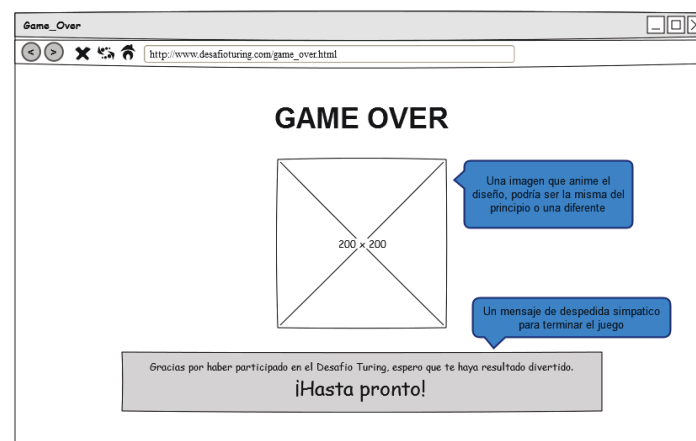 Game_Over
http://www.desafioturing.com/game_over.html
GAME OVER
Una imagen que anime el
diseño, podría ser la misma del
principio o una diferente
200 x 200
Un mensaje de despedida simpatico
para terminar el juego
Gracias por haber participado en el Desafio Turing, espero que te haya resultado divertido.
¡Hasta pronto!